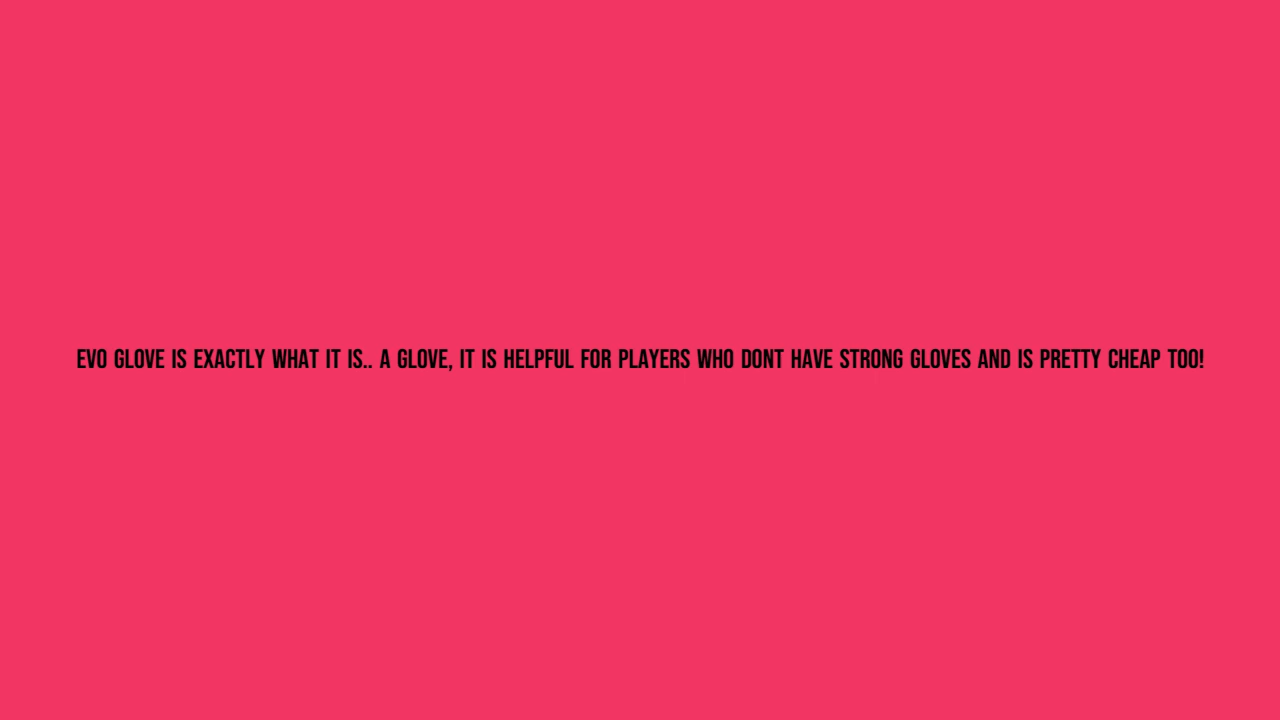 EVO GLOVE IS EXACTLY WHAT IT IS.. A GLOVE, IT IS HELPFUL FOR PLAYERS WHO DONT HAVE STRONG GLOVES AND IS PRETTY CHEAP TOO!